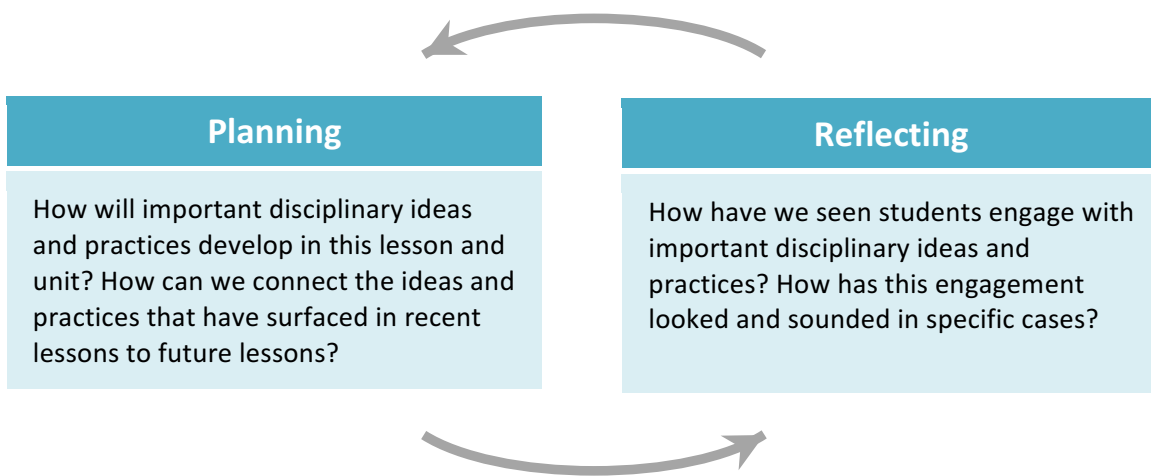 Planning
How will important disciplinary ideas
and practices develop in this lesson and
unit? How can we connect the ideas and
practices that have surfaced in recent
lessons to future lessons?
Reflecting
How have we seen students engage with
important disciplinary ideas and
practices? How has this engagement
looked and sounded in specific cases?